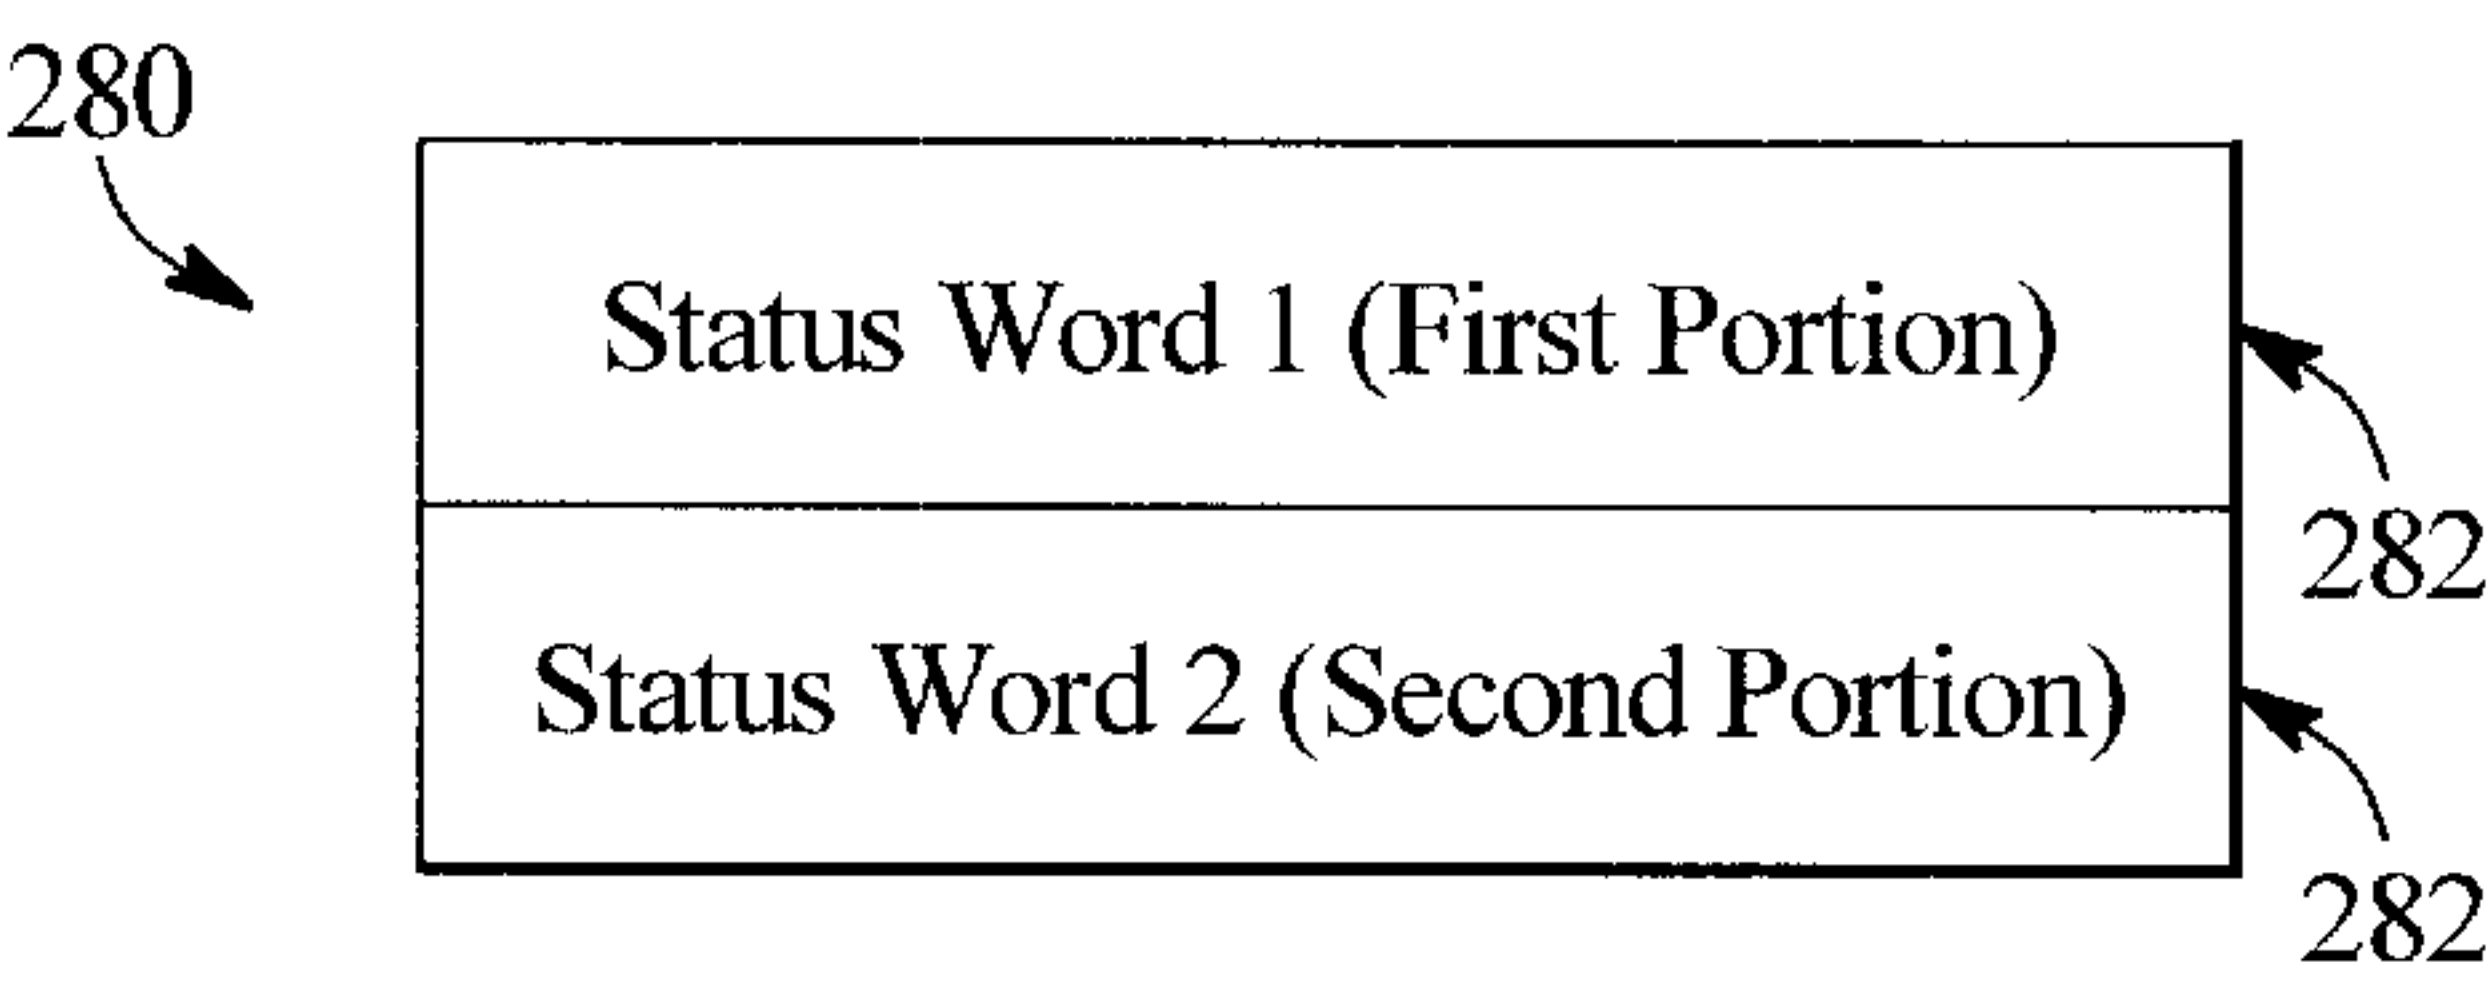 280
Status Word 1 (First Portion)
282
Status Word 2 (Second Portion)
282